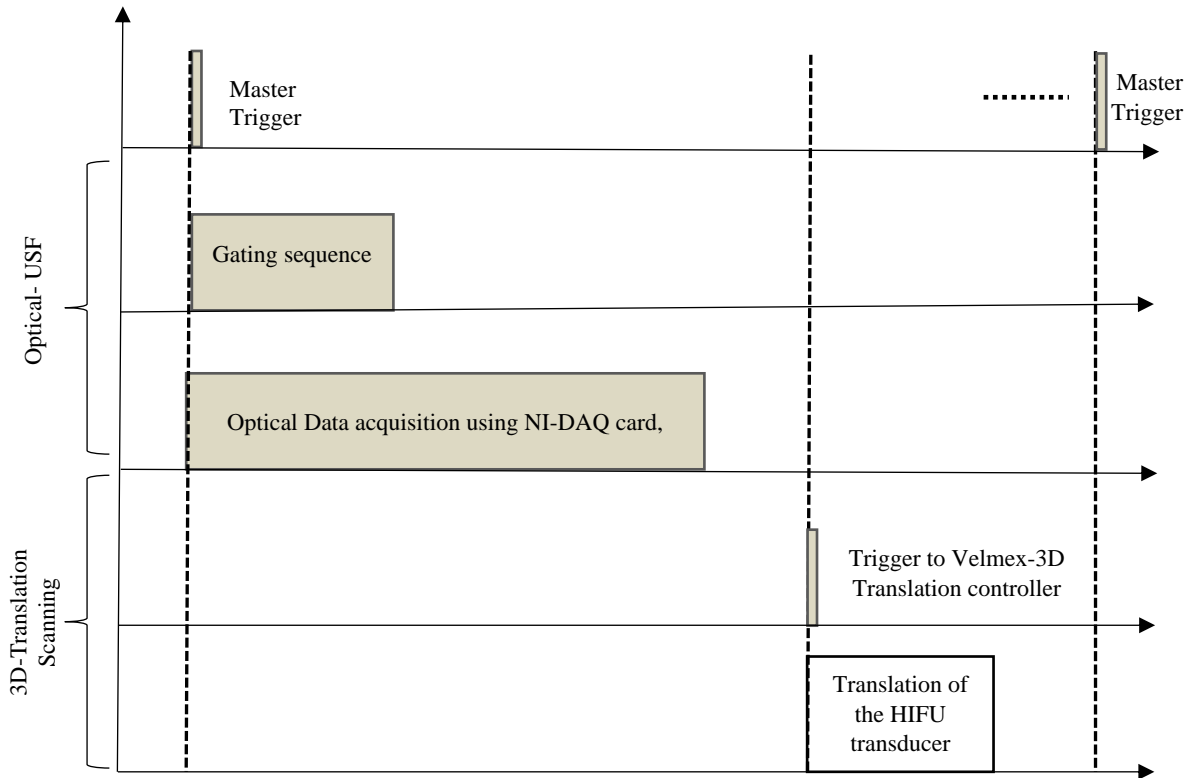 Master
Trigger
Master
Trigger
Optical- USF
Gating sequence
Optical Data acquisition using NI-DAQ card,
3D-Translation
Scanning
Trigger to Velmex-3D
Translation controller
Translation of
the HIFU
transducer